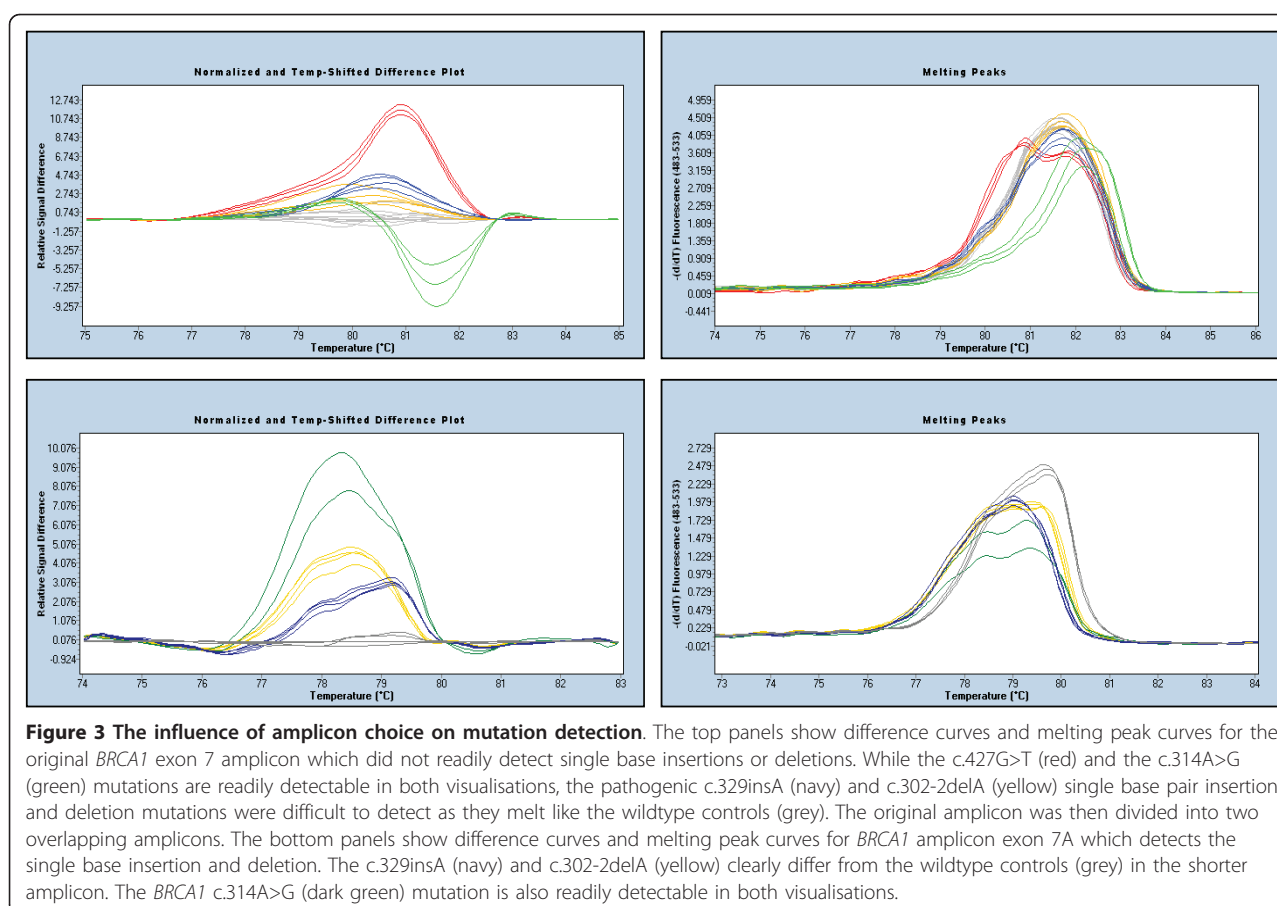 Normalized and Temp-Shifted Difference Plot
Relative Signal Difference
12.743
10.743
8.743
6.743
4.743
2.743
0.743
-1.257
-3.257
-5.257
-7.257
-9.257
75 76 77 78 79 80 81 82 83 84 85
Temperature (°C)
Melting Peaks
-(d/dT) Fluorescence (483-533)
4.959
4.509
4.059
3.609
3.159
2.709
2.259
1.809
1.359
0.909
0.459
0.009
-0.441
74 75 76 77 78 79 80 81 82 83 84 85 86
Temperature (°C)
Normalized and Temp-Shifted Difference Plot
Relative Signal Difference
10.076
9.076
8.076
7.076
6.076
5.076
4.076
3.076
2.076
1.076
0.076
-0.924
74 75 76 77 78 79 80 81 82 83
Temperature (°C)
Melting Peaks
-(d/dT) Fluorescence (483-533)
2.729
2.479
2.229
1.979
1.729
1.479
1.229
0.979
0.729
0.479
0.229
-0.021
73 74 75 76 77 78 79 80 81 82 83 84
Temperature (°C)
Figure 3 The influence of amplicon choice on mutation detection. The top panels show difference curves and melting peak curves for the
original BRCA1 exon 7 amplicon which did not readily detect single base insertions or deletions. While the c.427G>T (red) and the c.314A>G
(green) mutations are readily detectable in both visualisations, the pathogenic c.329insA (navy) and c.302-2delA (yellow) single base pair insertion
and deletion mutations were difficult to detect as they melt like the wildtype controls (grey). The original amplicon was then divided into two
overlapping amplicons. The bottom panels show difference curves and melting peak curves for BRCA1 amplicon exon 7A which detects the
single base insertion and deletion. The c.329insA (navy) and c.302-2delA (yellow) clearly differ from the wildtype controls (grey) in the shorter
amplicon. The BRCA1 c.314A>G (dark green) mutation is also readily detectable in both visualisations.